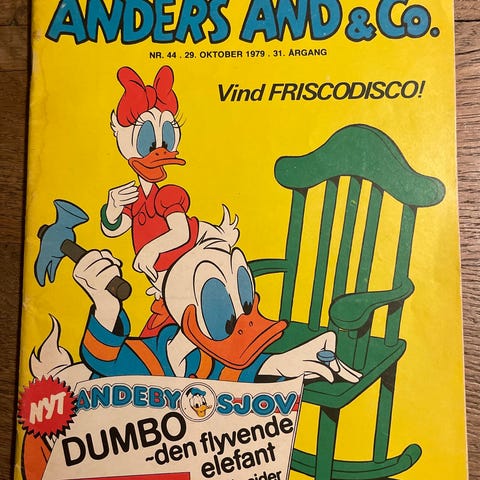 ANDERS AND & Co.
NR. 44 . 29. OKTOBER 1979 . 31. ÅRGANG
Vind FRISCODISCO!
NYT
ANDEBY SJOV
DUMBO
-den flyvende
elefant